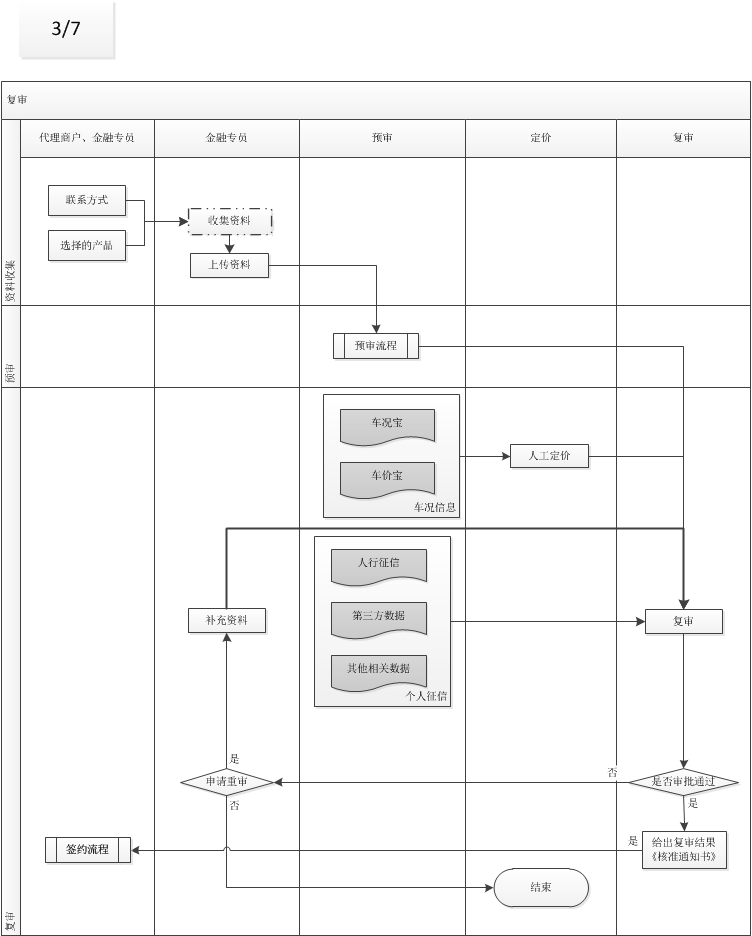 3/7
复审
代理商户、金融专员
金融专员
预审
定价
复审
资料收集
联系方式
选择的产品
收集资料
上传资料
预审
预审流程
车况宝
车价宝
车况信息
人工定价
人行征信
第三方数据
其他相关数据
个人征信
补充资料
复审
是
申请重审
否
否
是否审批通过
是
签约流程
是
给出复审结果
《核准通知书》
结束
复审